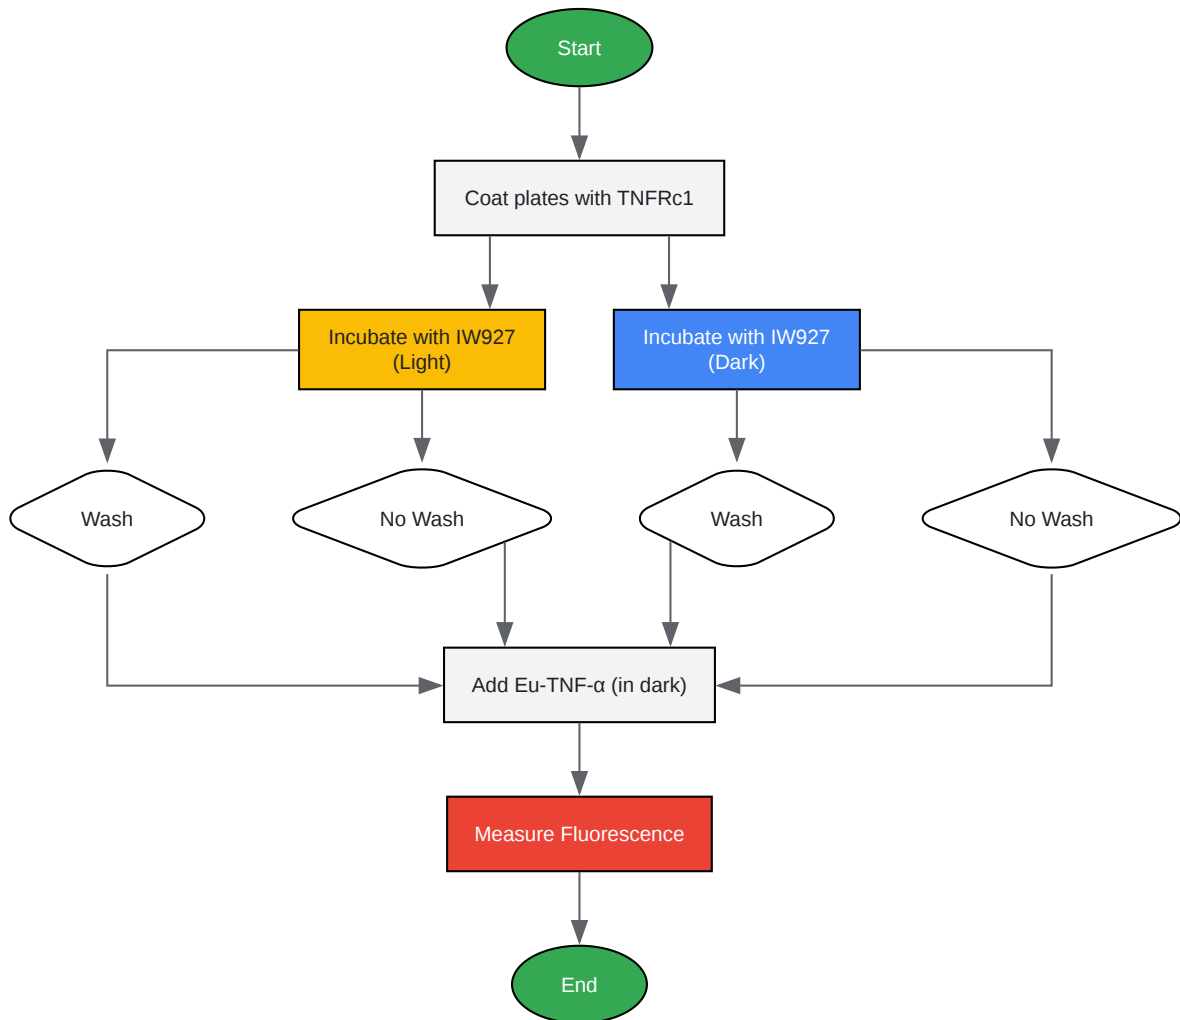 Start
Coat plates with TNFRc1
Incubate with IW927
(Light)
Incubate with IW927
(Dark)
Wash
No Wash
Wash
No Wash
Add Eu-TNF-α (in dark)
Measure Fluorescence
End